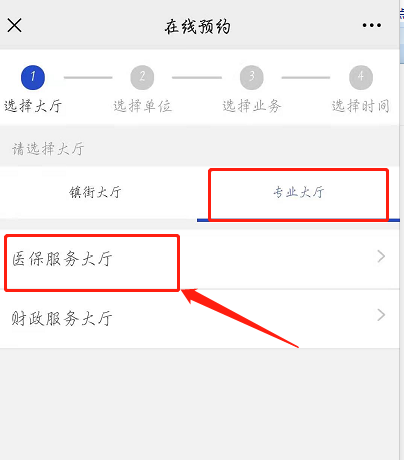 在线预约
1 2 3 4
选择大厅 选择单位 选择业务 选择时间
请选择大厅
镇街大厅 专业大厅
医保服务大厅
财政服务大厅